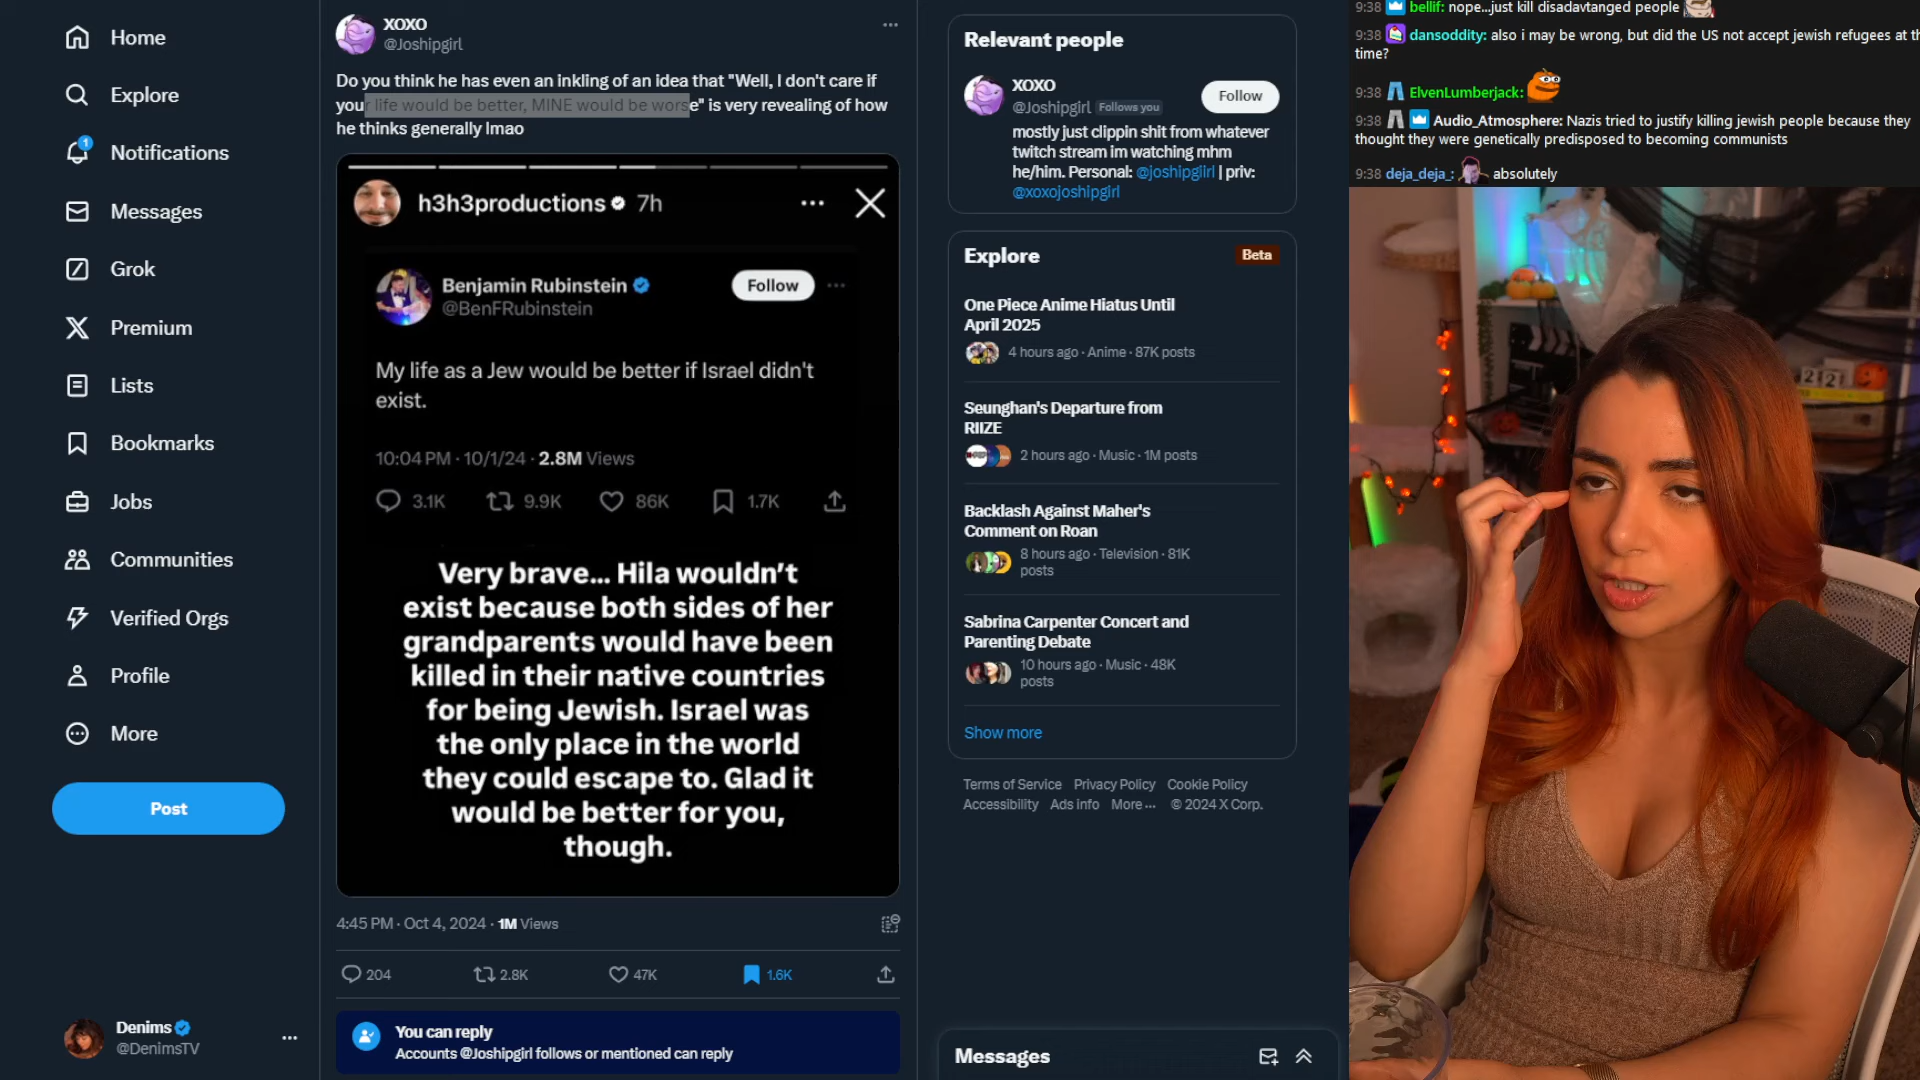 Home
Explore
1
Notifications
Messages
Grok
Premium
Lists
Bookmarks
Jobs
Communities
Verified Orgs
Profile
More
Post
Denims
@DenimsTV
XOXO
@Joshipgirl
Do you think he has even an inkling of an idea that "Well, I don't care if
your life would be better, MINE would be worse" is very revealing of how
he thinks generally lmao
h3h3productions 7h
Benjamin Rubinstein
@BenFRubinstein
Follow
My life as a Jew would be better if Israel didn't
exist.
10:04 PM · 10/1/24 · 2.8M Views
3.1K 9.9K 86K 1.7K
Very brave... Hila wouldn't
exist because both sides of her
grandparents would have been
killed in their native countries
for being Jewish. Israel was
the only place in the world
they could escape to. Glad it
would be better for you,
though.
4:45 PM · Oct 4, 2024 · 1M Views
204 2.8K 47K 1.6K
You can reply
Accounts @Joshipgirl follows or mentioned can reply
Relevant people
XOXO
@Joshipgirl Follows you
Follow
mostly just clippin shit from whatever
twitch stream im watching mhm
he/him. Personal: @joshipglirl | priv:
@xoxojoshipgirl
Explore
Beta
One Piece Anime Hiatus Until
April 2025
4 hours ago · Anime · 87K posts
Seunghan's Departure from
RIIZE
2 hours ago · Music · 1M posts
Backlash Against Maher's
Comment on Roan
8 hours ago · Television · 81K
posts
Sabrina Carpenter Concert and
Parenting Debate
10 hours ago · Music · 48K
posts
Show more
Terms of Service Privacy Policy Cookie Policy
Accessibility Ads info More ... © 2024 X Corp.
Messages
9:38 bellif: nope...just kill disadavtanged people
9:38 dansoddity: also i may be wrong, but did the US not accept jewish refugees at th
time?
9:38 ElvenLumberjack:
9:38 Audio_Atmosphere: Nazis tried to justify killing jewish people because they
thought they were genetically predisposed to becoming communists
9:38 deja_deja_: absolutely